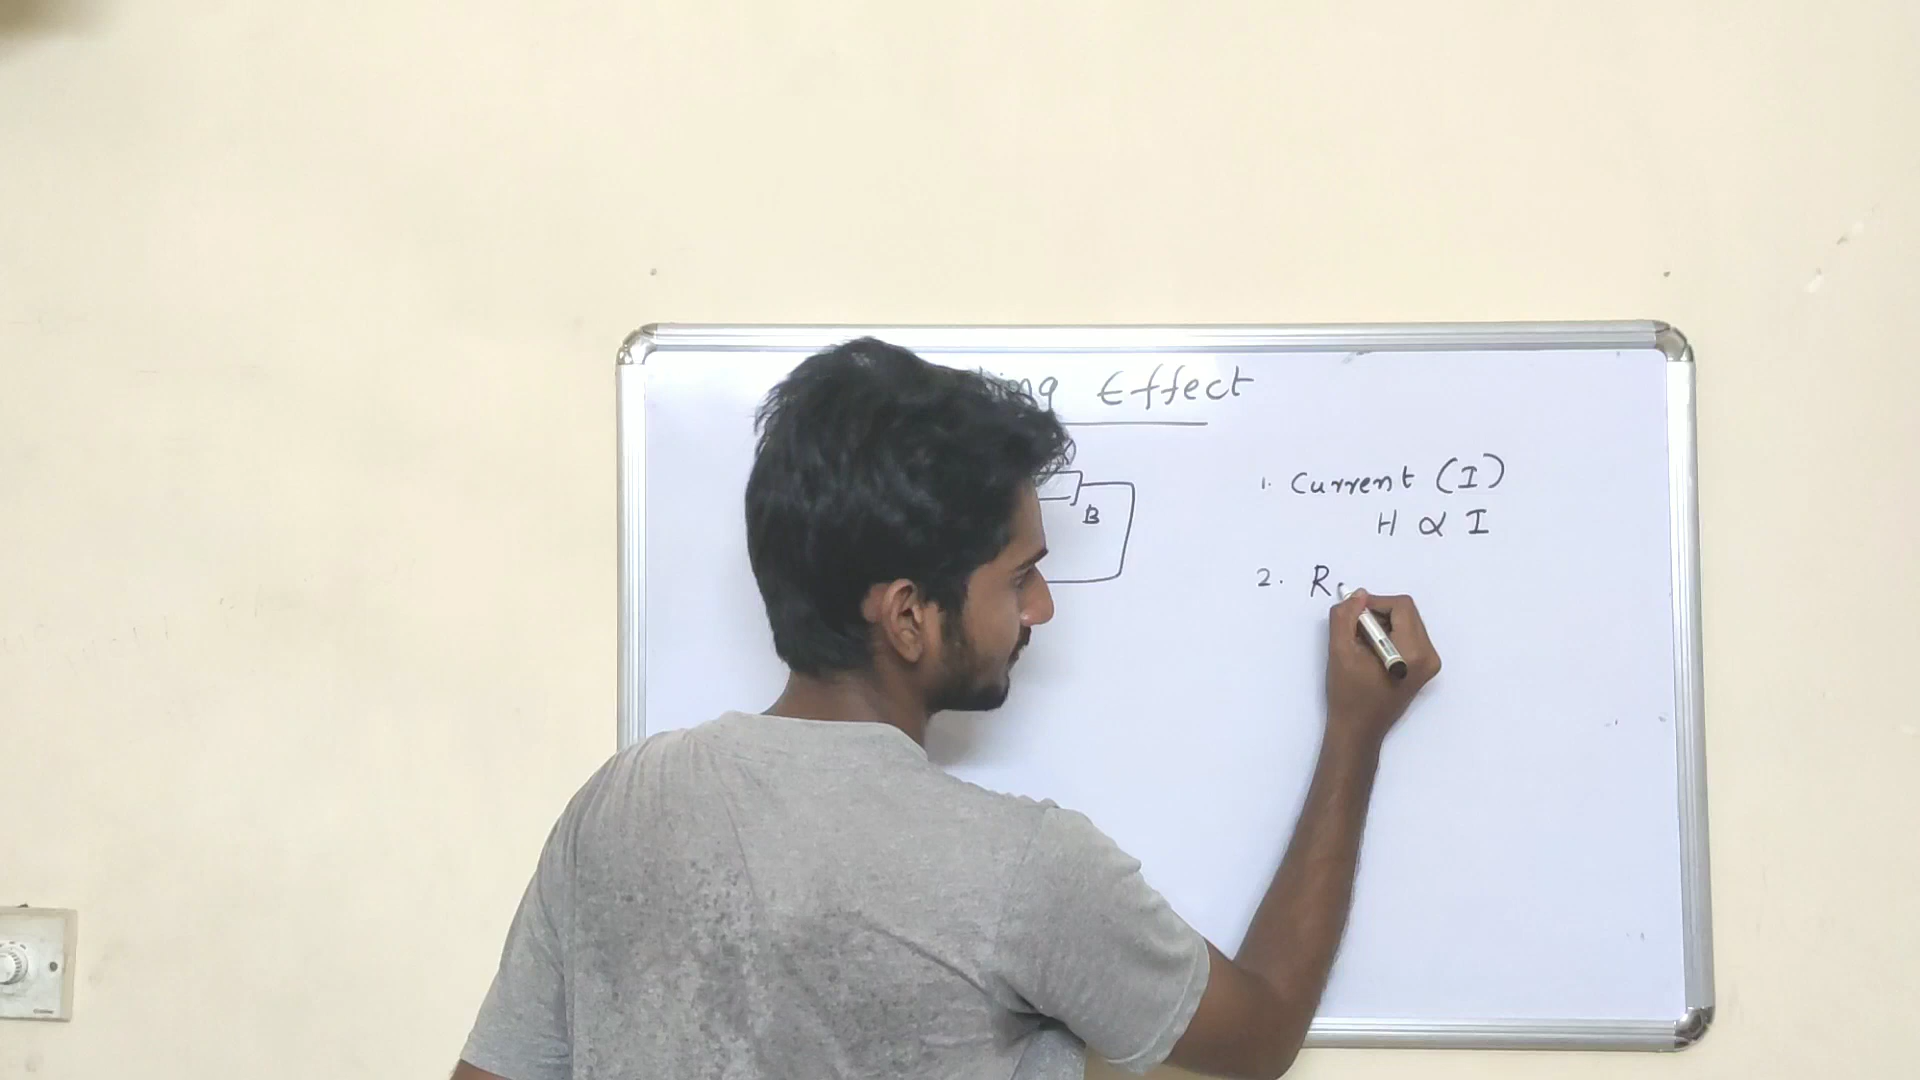 Effect
B
1. Current (I)
H α I
2. R